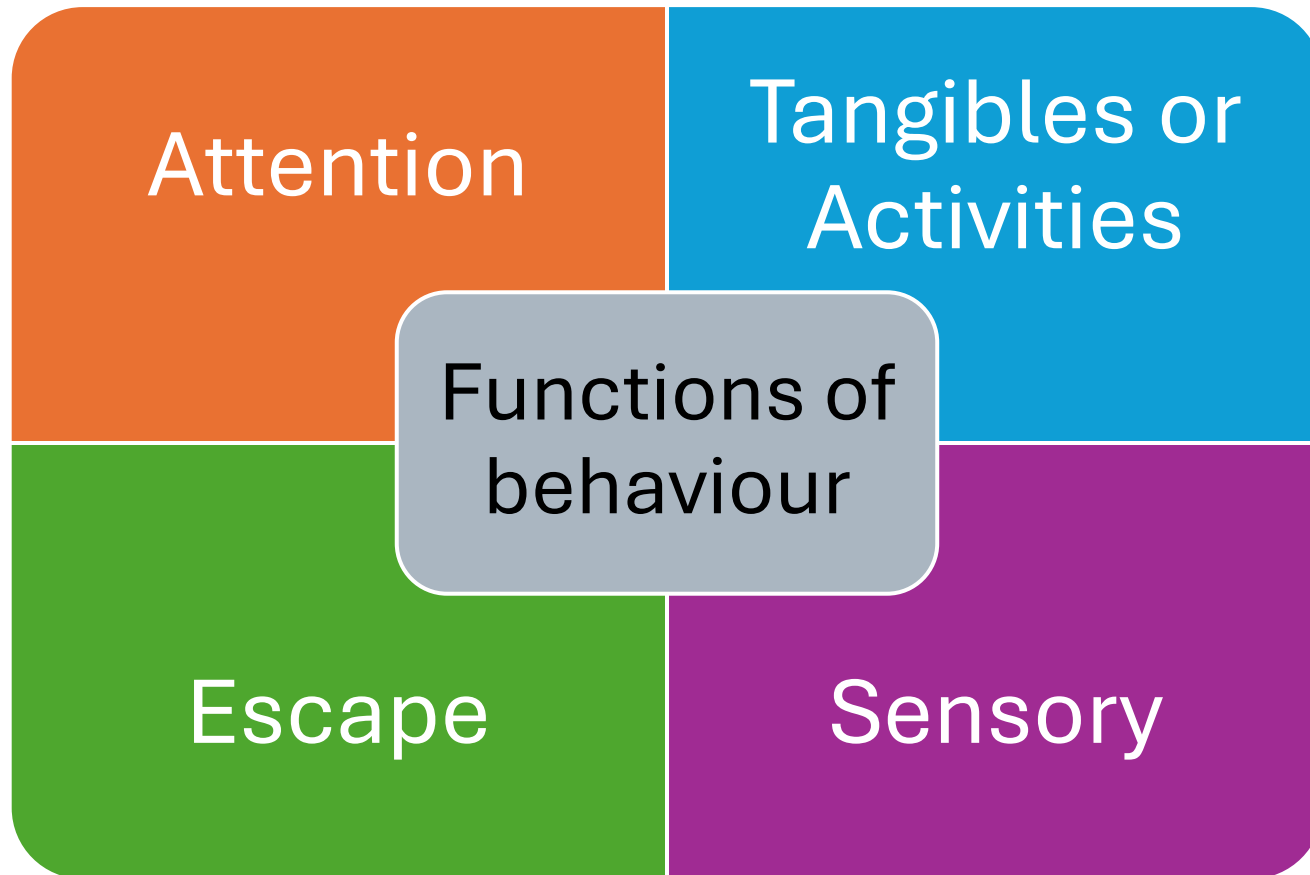 Attention
Tangibles or
Activities
Functions of
behaviour
Escape
Sensory